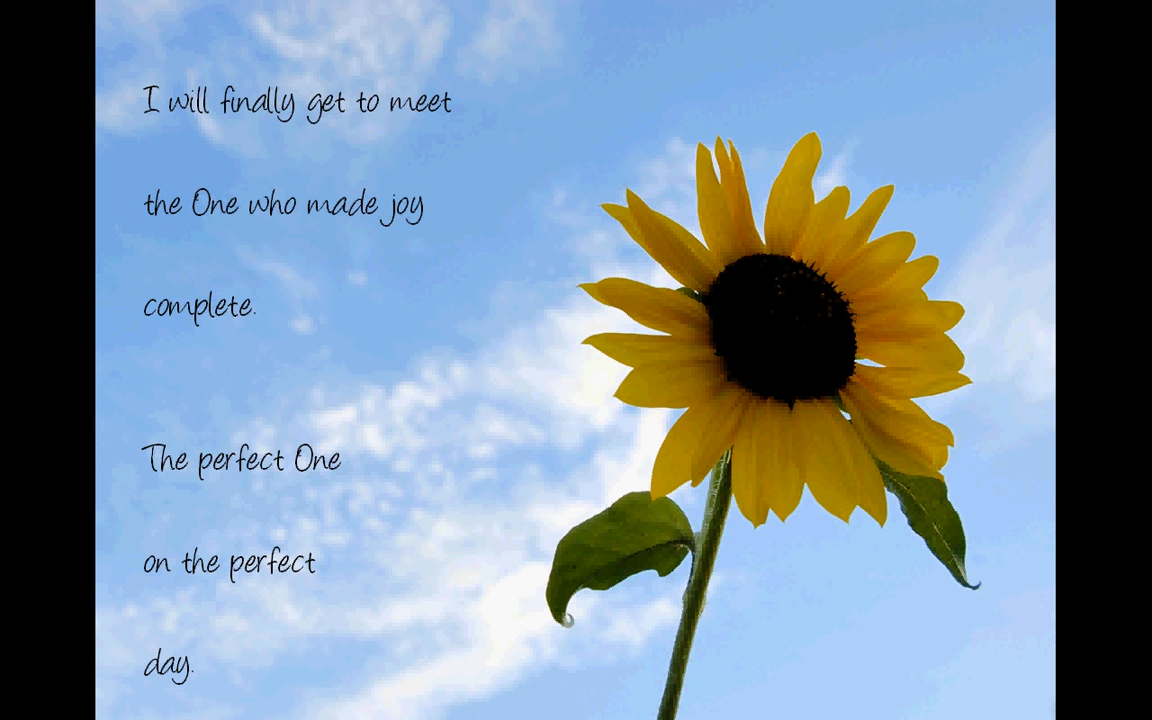 I will finally get to meet
the One who made joy
complete.
The perfect One
on the perfect
day.